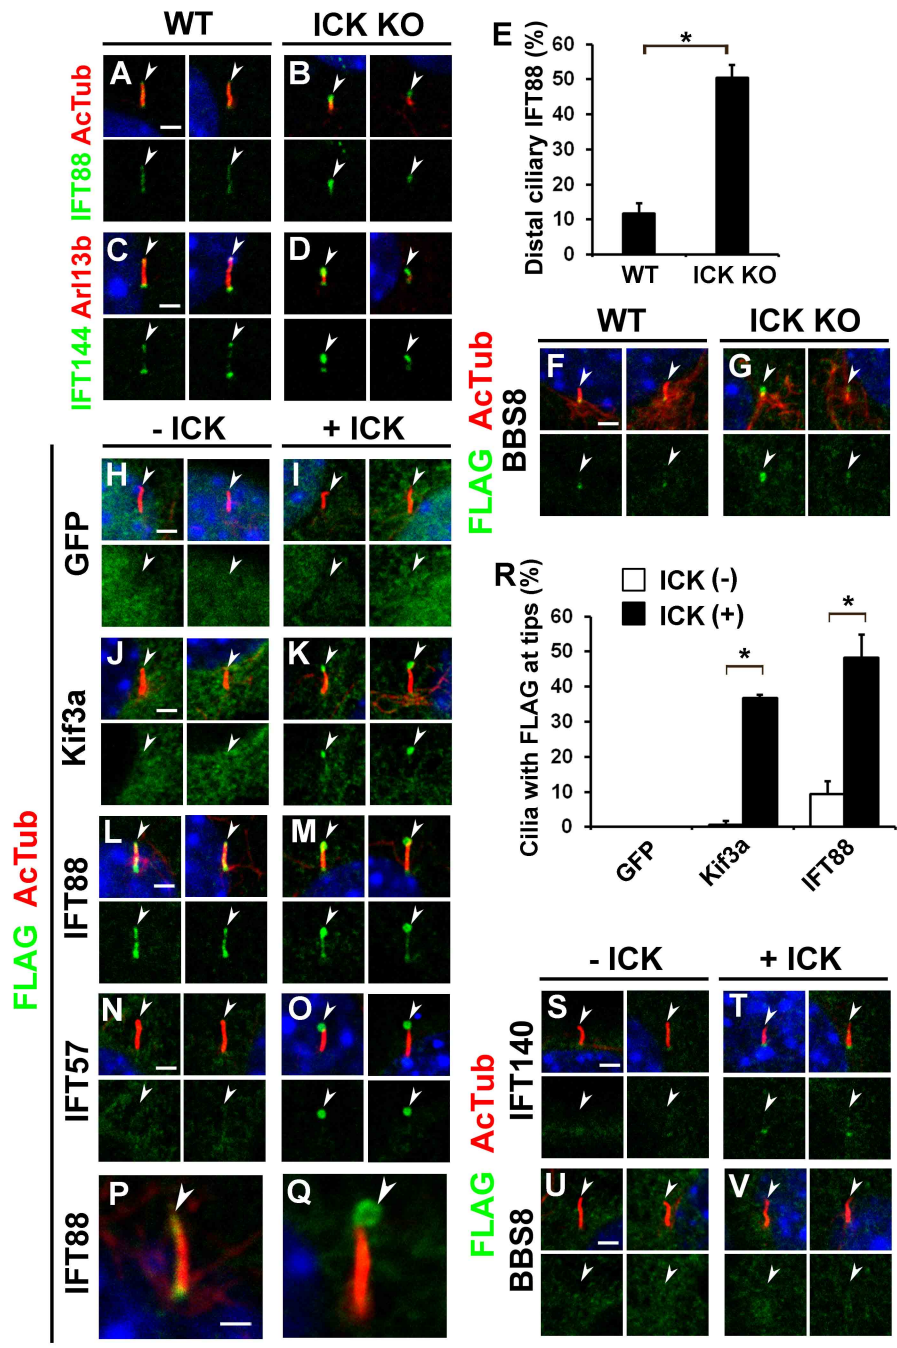 WT
ICK KO
IFT88 AcTub
A
B
IFT144 Arl13b
C
D
E
Distal ciliary IFT88 (%)
60
50
40
30
20
10
0
WT
ICK KO
*
WT
ICK KO
FLAG AcTub
BBS8
F
G
- ICK
+ ICK
FLAG AcTub
GFP
H
I
Kif3a
J
K
IFT88
L
M
IFT57
N
O
IFT88
P
Q
R
Cilia with FLAG at tips (%)
ICK (-)
ICK (+)
60
50
40
30
20
10
0
*
*
GFP
Kif3a
IFT88
- ICK
+ ICK
FLAG AcTub
IFT140
S
T
BBS8
U
V